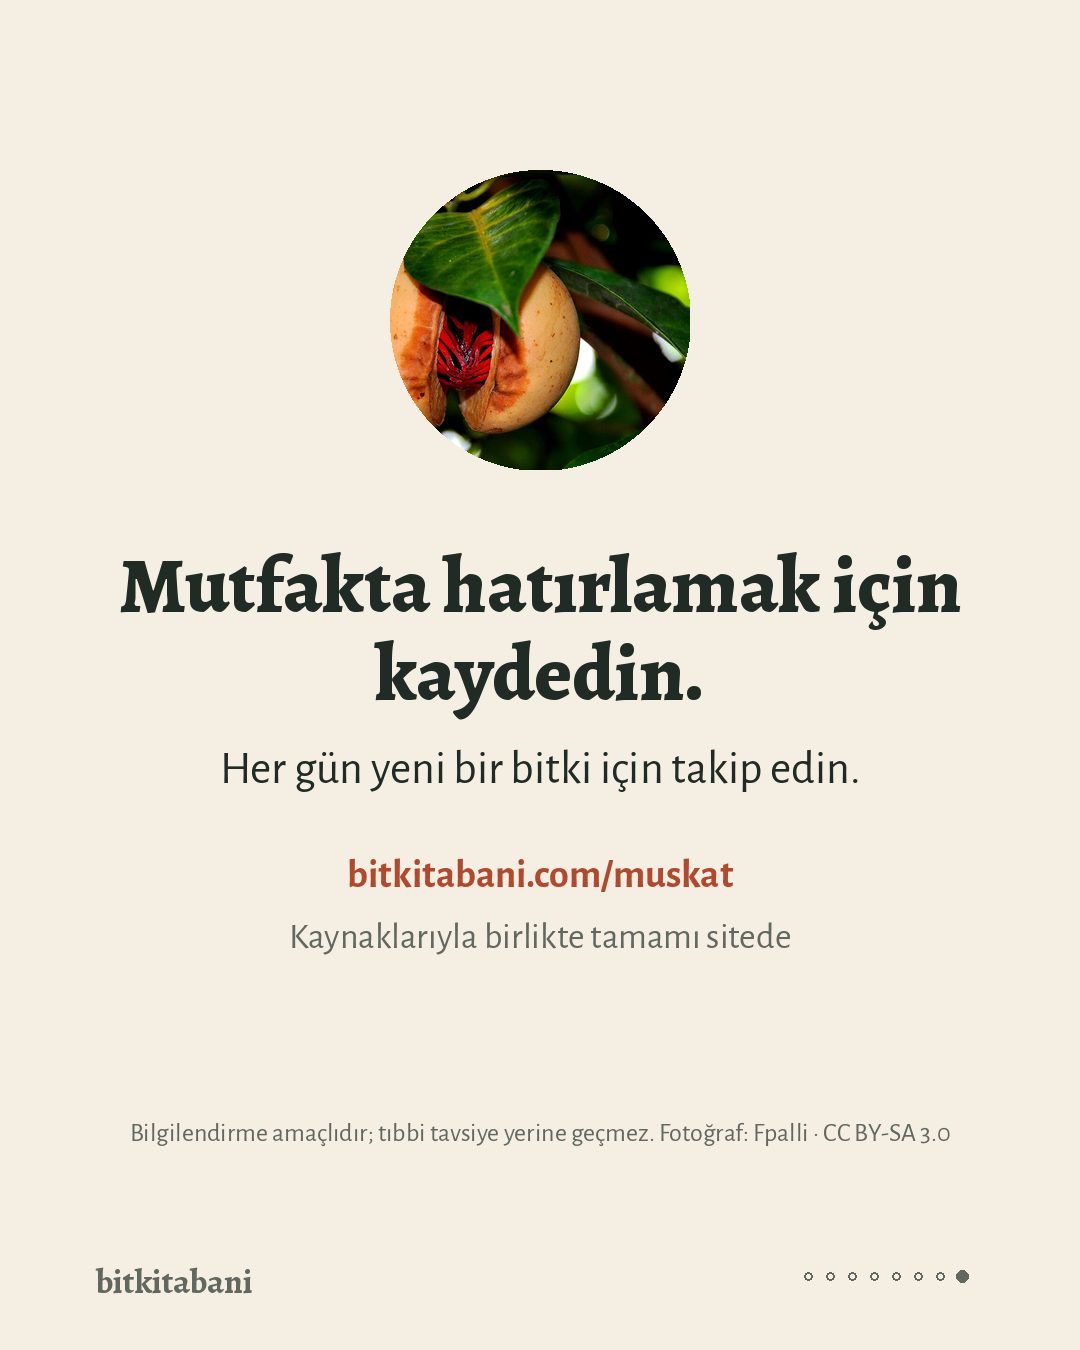 Mutfakta hatırlamak için
kaydedin.
Her gün yeni bir bitki için takip edin.
bitkitabani.com/muskat
Kaynaklarıyla birlikte tamamı sitede
Bilgilendirme amaçlıdır; tıbbi tavsiye yerine geçmez. Fotoğraf: Fpalli · CC BY-SA 3.0
bitkitabani